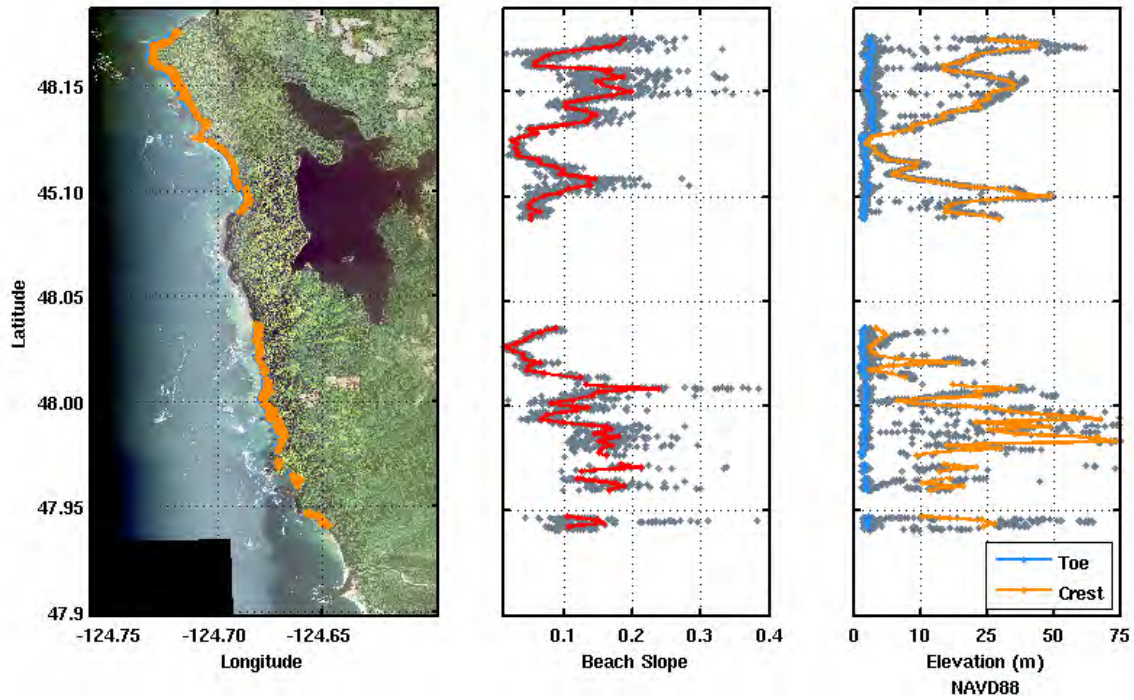 48.15
45.10
48.05
48.00
47.95
47.9
Latitude
-124.75 -124.70 -124.65
Longitude
0.1 0.2 0.3 0.4
Beach Slope
Toe
Crest
0 10 25 50 75
Elevation (m)
NAVD88